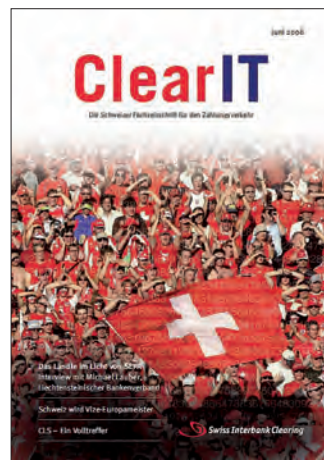 juni 2006
ClearIT
Die Schweizer Fachzeitschrift für den Zahlungsverkehr
Das Ländle im Licht von SEPA
Interview mit Michael Lauber,
Liechtensteinischer Bankenverband
Schweiz wird Vize-Europameister
CLS – Ein Volltreffer
Swiss Interbank Clearing